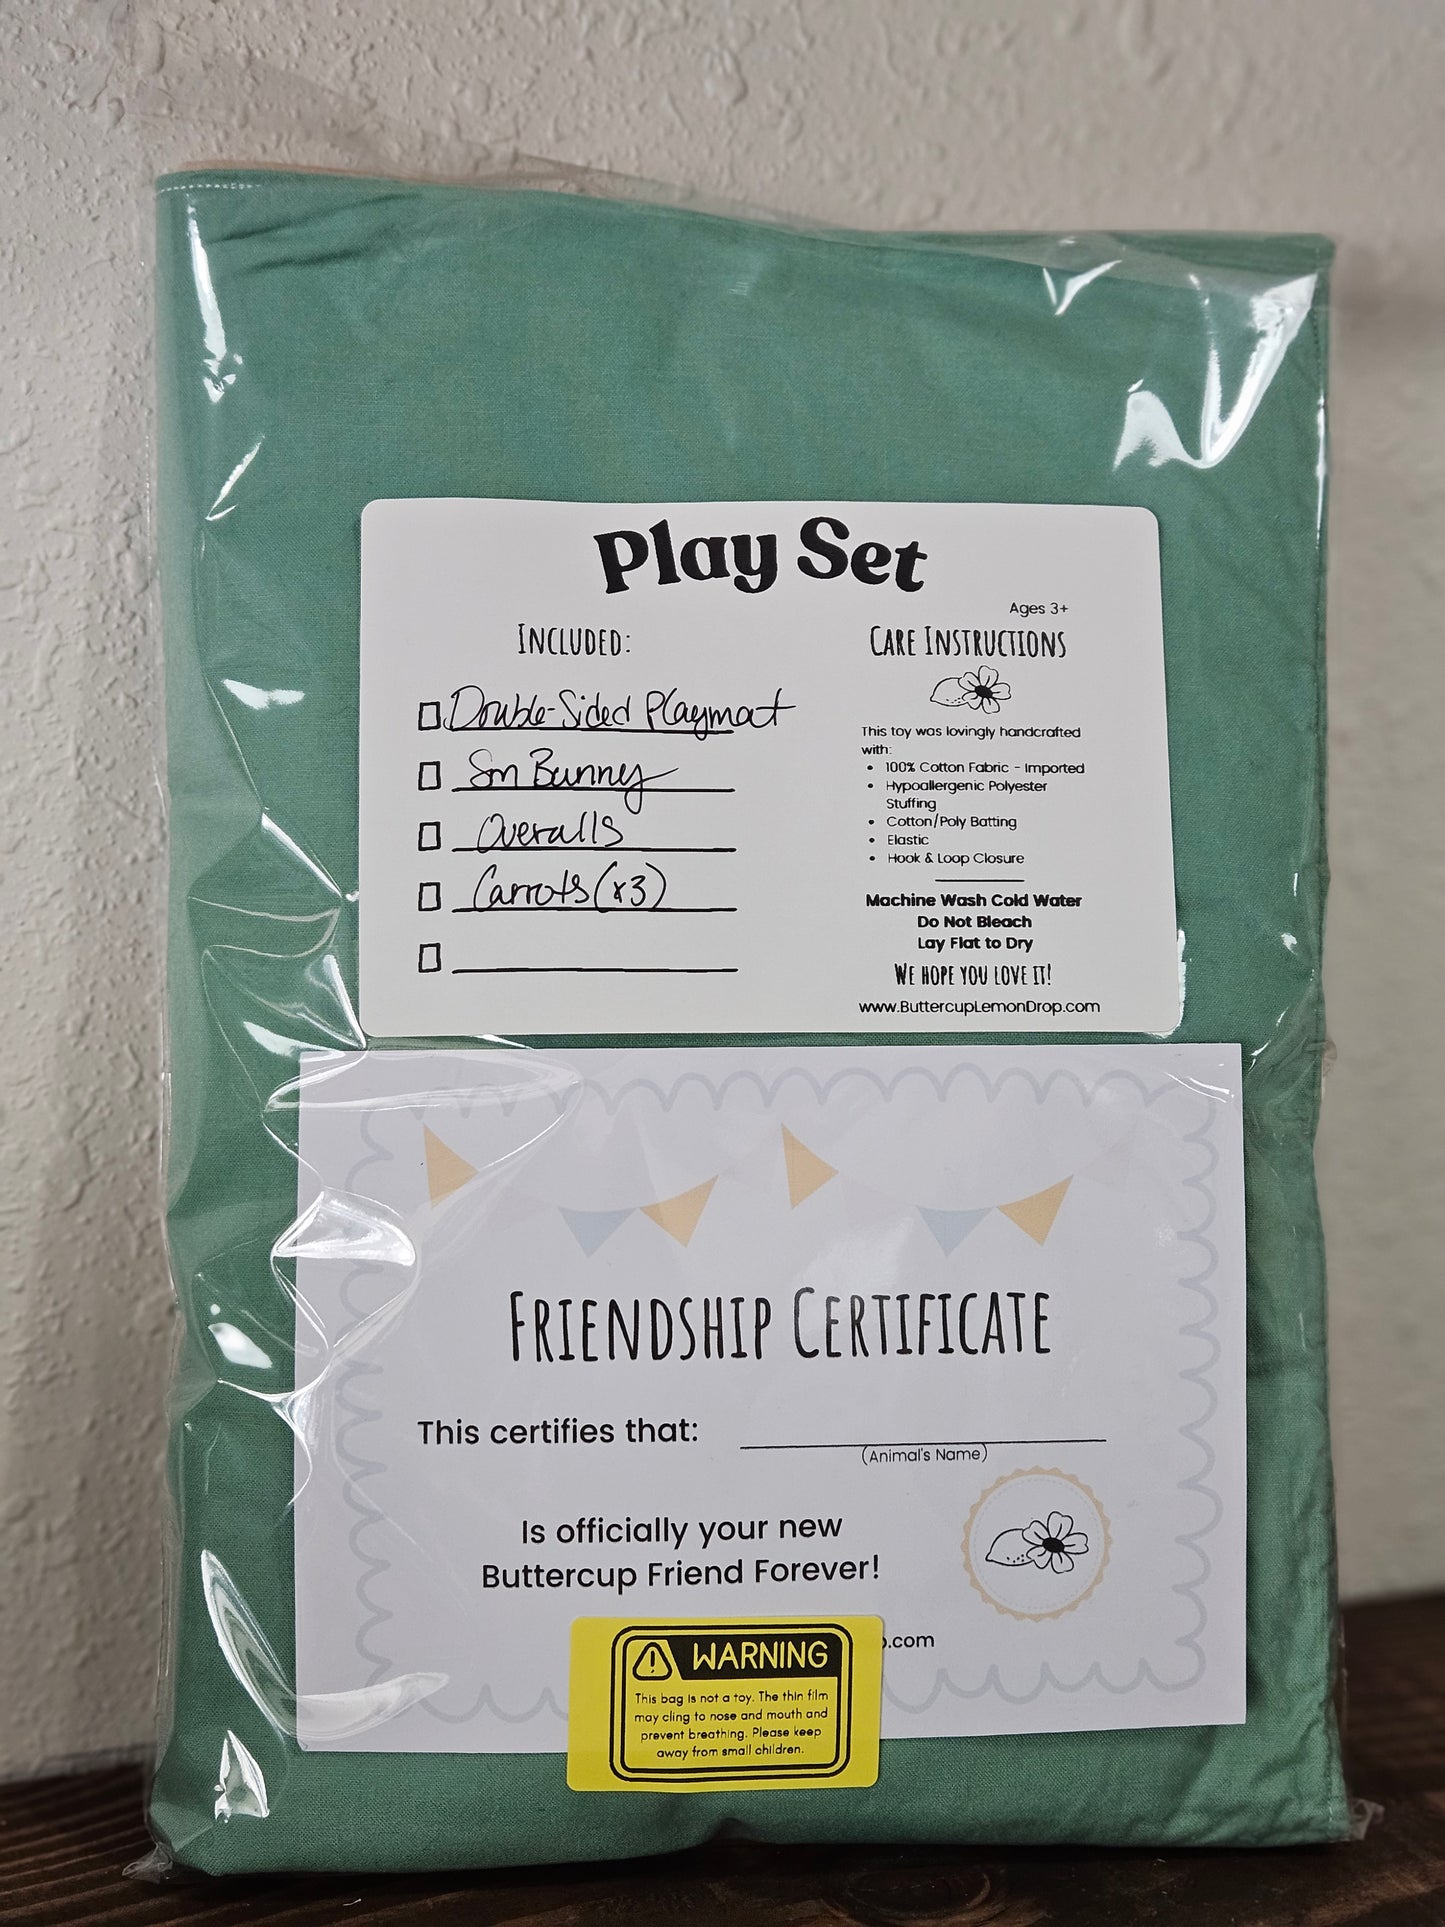 Play Set
Ages 3+
Included:
Double-Sided Playmat
Sm Bunny
Overalls
Carrots (x3)
Care Instructions
This toy was lovingly handcrafted
with:
• 100% Cotton Fabric - Imported
• Hypoallergenic Polyester
Stuffing
• Cotton/Poly Batting
• Elastic
• Hook & Loop Closure
Machine Wash Cold Water
Do Not Bleach
Lay Flat to Dry
We hope you love it!
www.ButtercupLemonDrop.com
Friendship Certificate
This certifies that:
(Animal's Name)
Is officially your new
Buttercup Friend Forever!
.com
WARNING
This bag is not a toy. The thin film
may cling to nose and mouth and
prevent breathing. Please keep
away from small children.